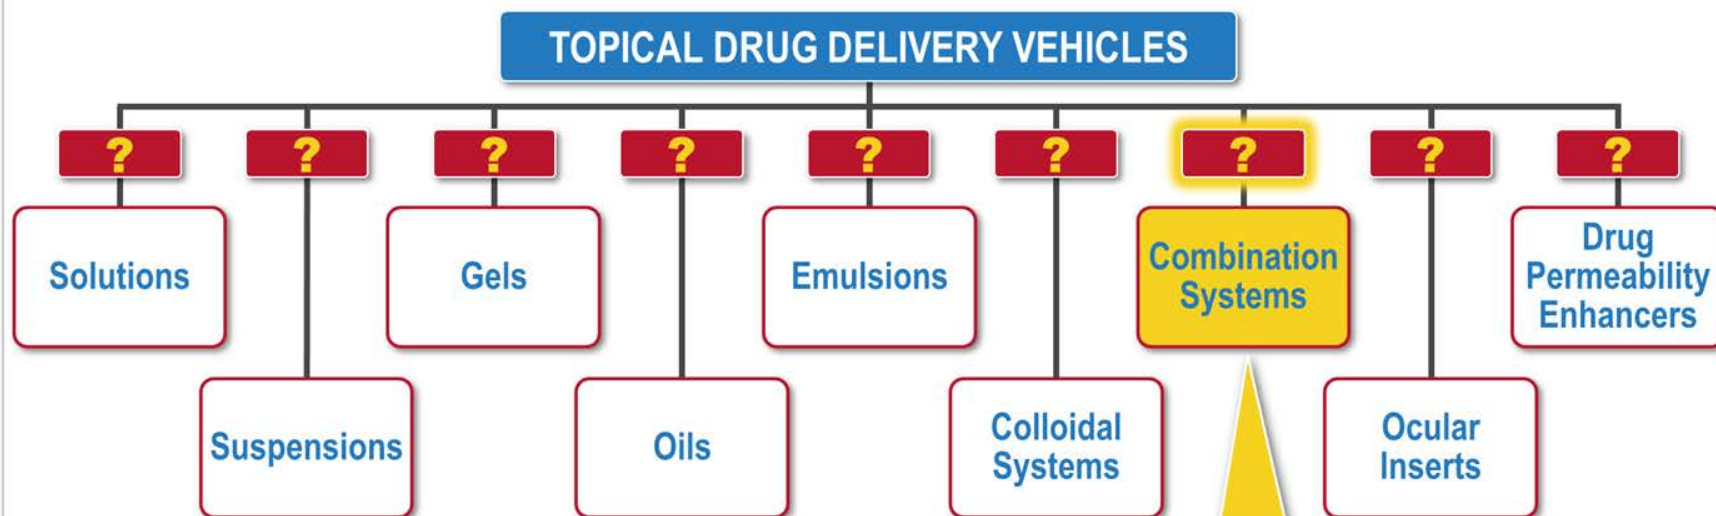 TOPICAL DRUG DELIVERY VEHICLES
? ? ? ? ? ? ? ? ?
Solutions
Suspensions
Gels
Oils
Emulsions
Colloidal
Systems
Combination
Systems
Ocular
Inserts
Drug
Permeability
Enhancers